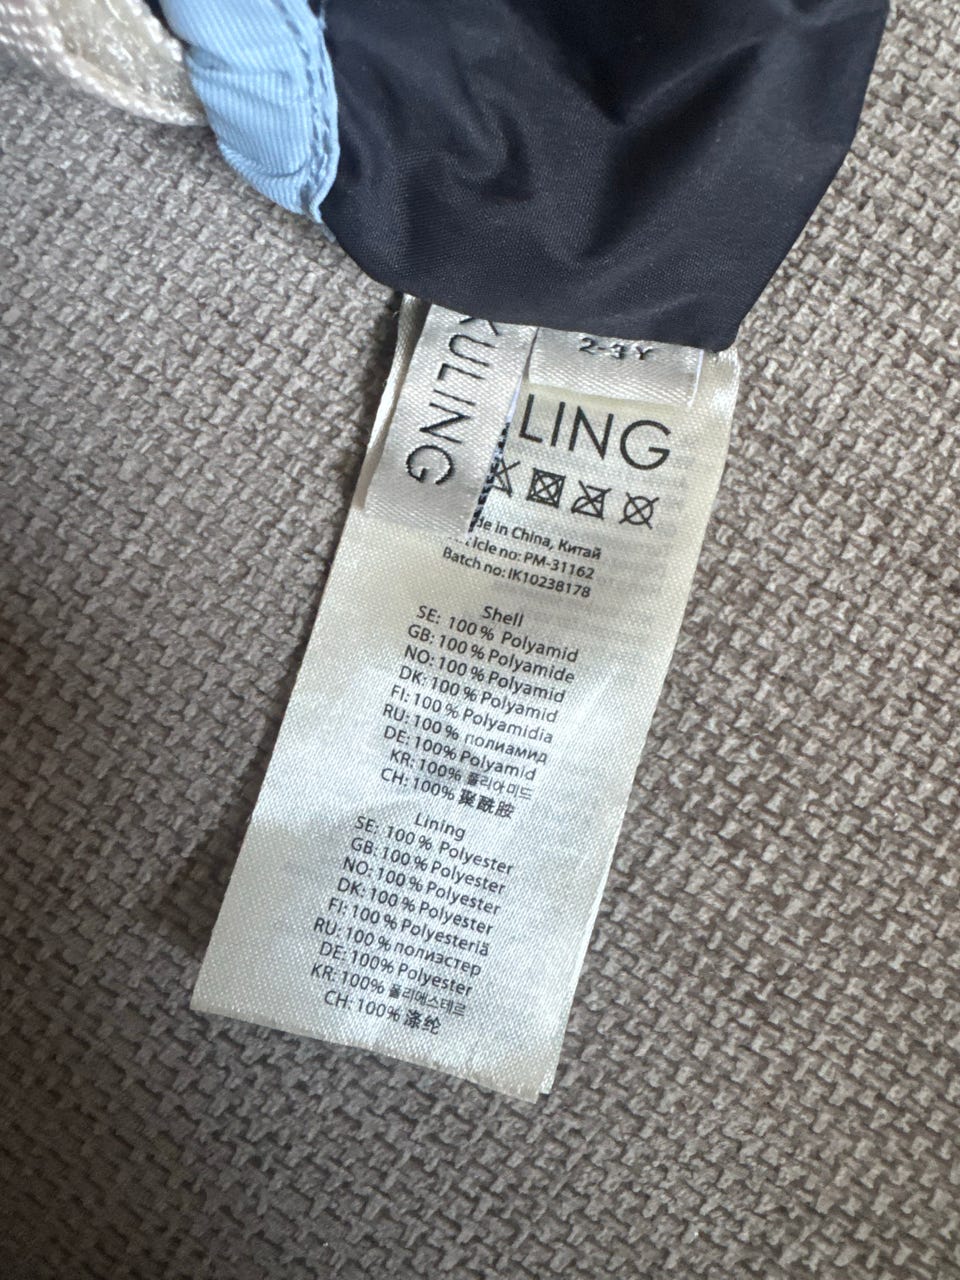 KULING
2-3Y
LING
de in China, Китай
icle no: PM-31162
Batch no: IK10238178
Shell
SE: 100 % Polyamid
GB: 100 % Polyamide
NO: 100 % Polyamid
DK: 100 % Polyamid
FI: 100 % Polyamidia
RU: 100 % полиамид
DE: 100% Polyamid
KR: 100% 폴리아미드
CH: 100% 聚酰胺
Lining
SE: 100 % Polyester
GB: 100 % Polyester
NO: 100 % Polyester
DK: 100 % Polyester
FI: 100 % Polyesteriä
RU: 100 % полиэстер
DE: 100% Polyester
KR: 100% 폴리에스테르
CH: 100% 涤纶